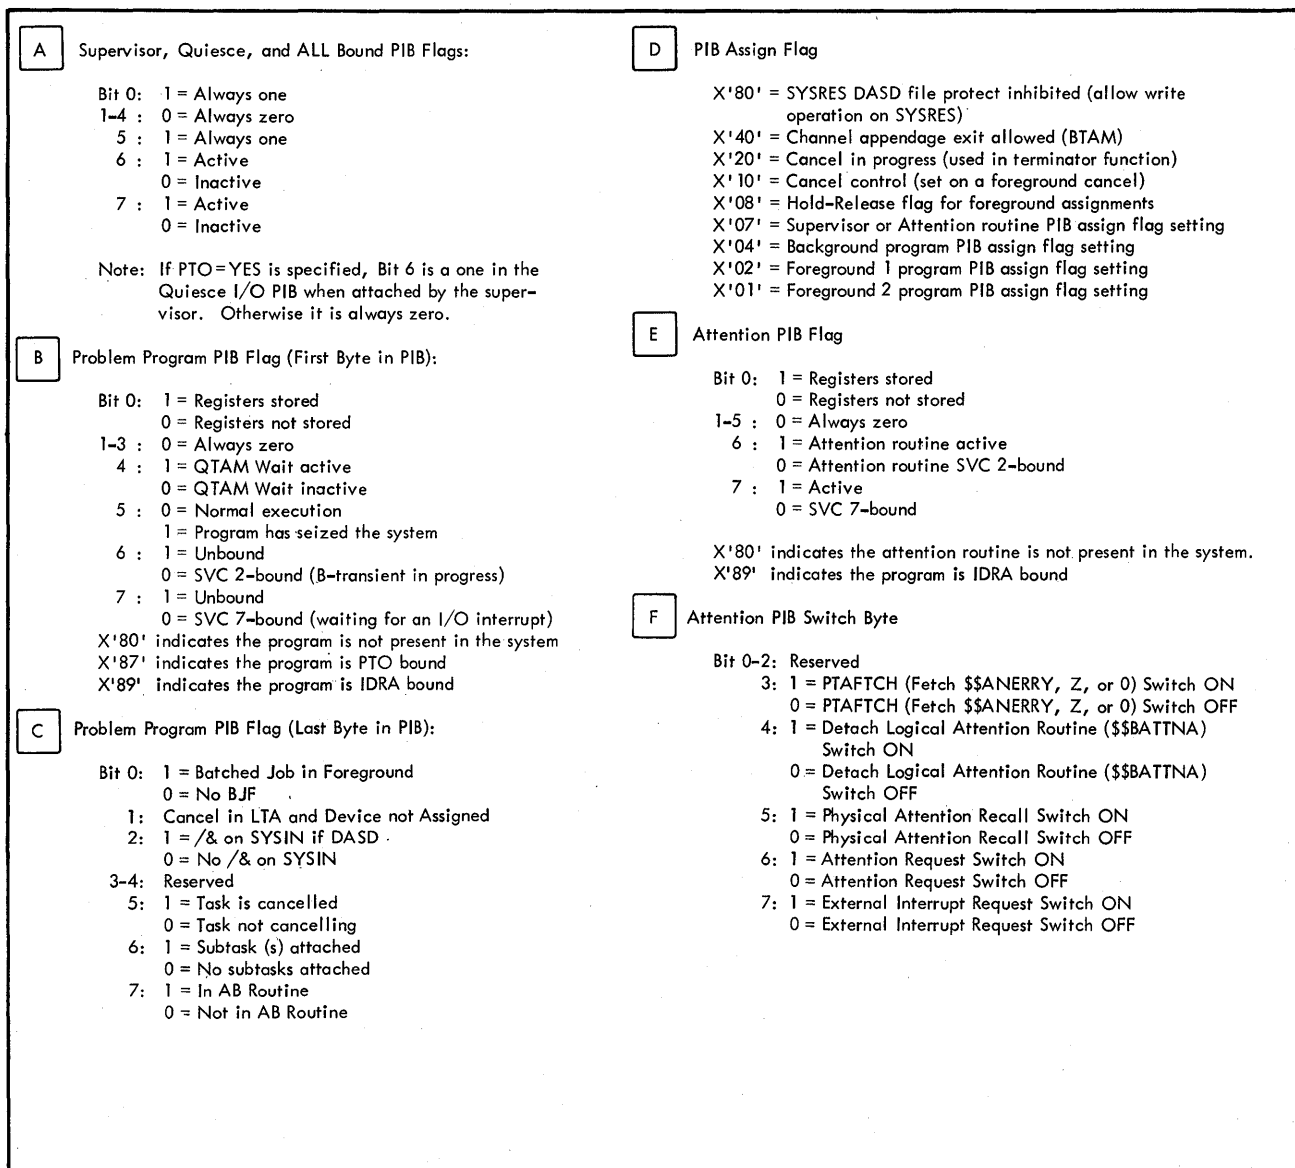 A Supervisor, Quiesce, and ALL Bound PIB Flags:
Bit 0: 1 = Always one
1-4 : 0 = Always zero
5 : 1 = Always one
6 : 1 = Active
0 = Inactive
7 : 1 = Active
0 = Inactive
Note: If PTO=YES is specified, Bit 6 is a one in the
Quiesce I/O PIB when attached by the super-
visor. Otherwise it is always zero.
B Problem Program PIB Flag (First Byte in PIB):
Bit 0: 1 = Registers stored
0 = Registers not stored
1-3 : 0 = Always zero
4 : 1 = QTAM Wait active
0 = QTAM Wait inactive
5 : 0 = Normal execution
1 = Program has seized the system
6 : 1 = Unbound
0 = SVC 2-bound (B-transient in progress)
7 : 1 = Unbound
0 = SVC 7-bound (waiting for an I/O interrupt)
X'80' indicates the program is not present in the system
X'87' indicates the program is PTO bound
X'89' indicates the program is IDRA bound
C Problem Program PIB Flag (Last Byte in PIB):
Bit 0: 1 = Batched Job in Foreground
0 = No BJF
1: Cancel in LTA and Device not Assigned
2: 1 = /& on SYSIN if DASD
0 = No /& on SYSIN
3-4: Reserved
5: 1 = Task is cancelled
0 = Task not cancelling
6: 1 = Subtask (s) attached
0 = No subtasks attached
7: 1 = In AB Routine
0 = Not in AB Routine
D PIB Assign Flag
X'80' = SYSRES DASD file protect inhibited (allow write
operation on SYSRES)
X'40' = Channel appendage exit allowed (BTAM)
X'20' = Cancel in progress (used in terminator function)
X'10' = Cancel control (set on a foreground cancel)
X'08' = Hold-Release flag for foreground assignments
X'07' = Supervisor or Attention routine PIB assign flag setting
X'04' = Background program PIB assign flag setting
X'02' = Foreground 1 program PIB assign flag setting
X'01' = Foreground 2 program PIB assign flag setting
E Attention PIB Flag
Bit 0: 1 = Registers stored
0 = Registers not stored
1-5 : 0 = Always zero
6 : 1 = Attention routine active
0 = Attention routine SVC 2-bound
7 : 1 = Active
0 = SVC 7-bound
X'80' indicates the attention routine is not present in the system.
X'89' indicates the program is IDRA bound
F Attention PIB Switch Byte
Bit 0-2: Reserved
3: 1 = PTAFTCH (Fetch $$ANERRY, Z, or 0) Switch ON
0 = PTAFTCH (Fetch $$ANERRY, Z, or 0) Switch OFF
4: 1 = Detach Logical Attention Routine ($$BATTNA)
Switch ON
0 = Detach Logical Attention Routine ($$BATTNA)
Switch OFF
5: 1 = Physical Attention Recall Switch ON
0 = Physical Attention Recall Switch OFF
6: 1 = Attention Request Switch ON
0 = Attention Request Switch OFF
7: 1 = External Interrupt Request Switch ON
0 = External Interrupt Request Switch OFF